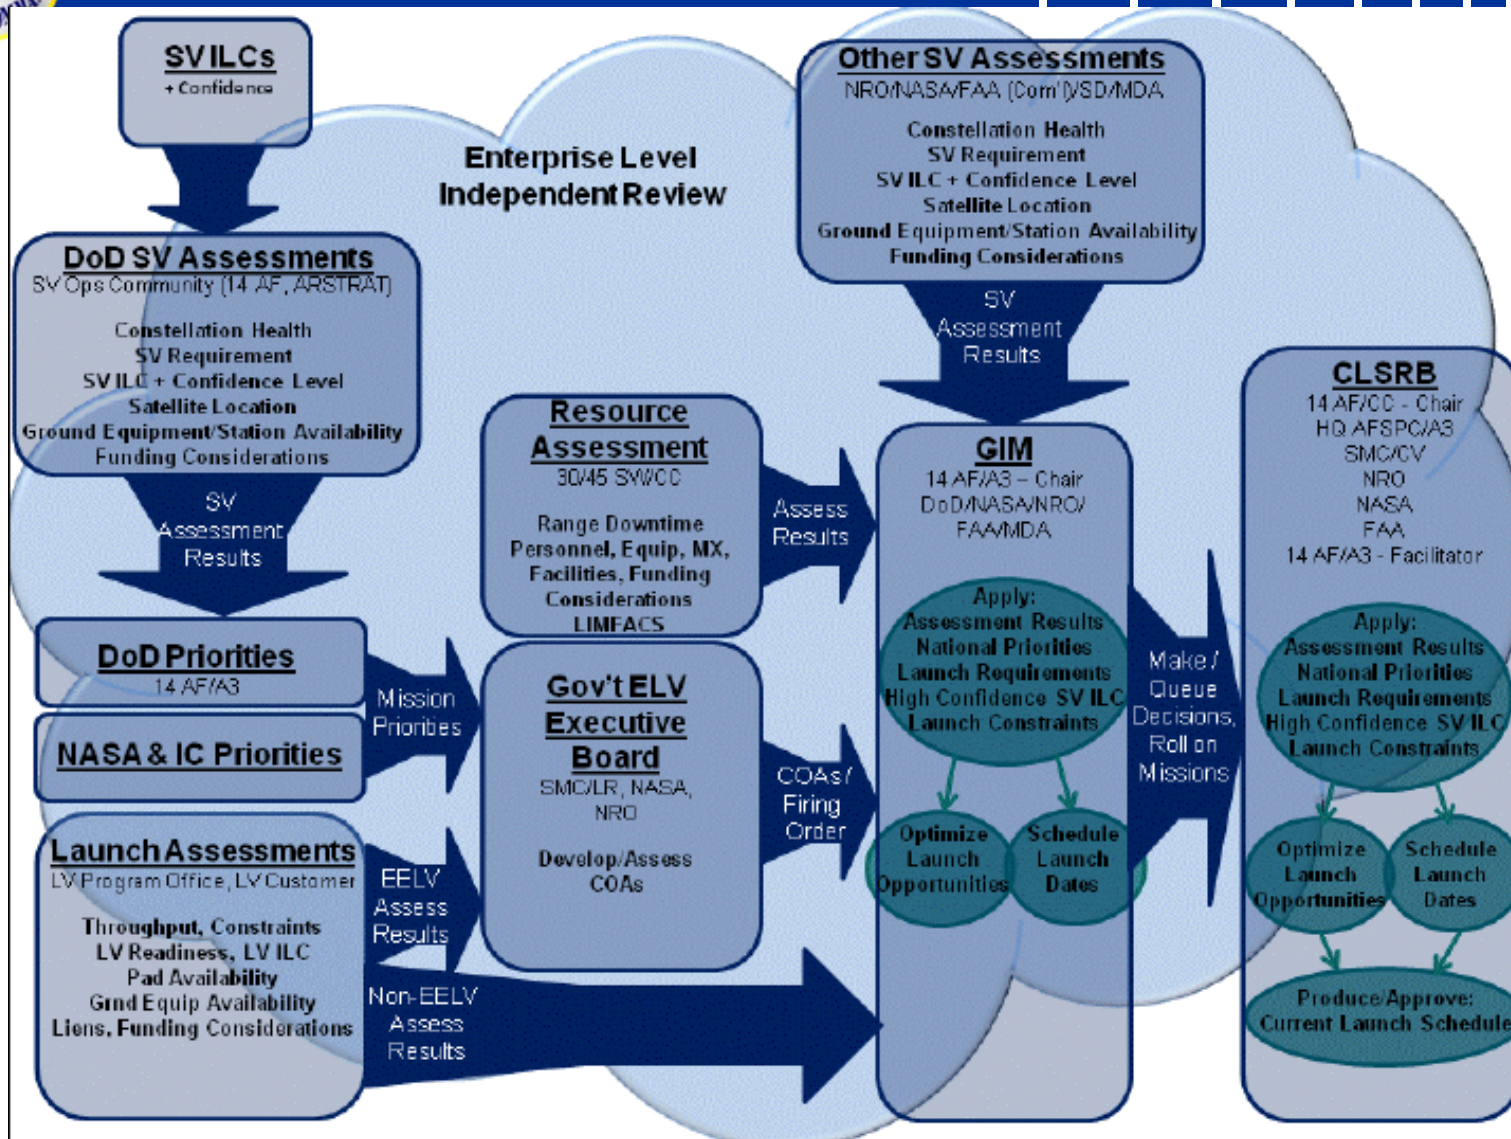 SV ILCs
+ Confidence
Enterprise Level
Independent Review
Other SV Assessments
NRO/NASA/FAA (Com'l)/SD/MDA
Constellation Health
SV Requirement
SV ILC + Confidence Level
Satellite Location
Ground Equipment/Station Availability
Funding Considerations
SV
Assessment
Results
DoD SV Assessments
SV Ops Community (14 AF, ARSTRAT)
Constellation Health
SV Requirement
SV ILC + Confidence Level
Satellite Location
Ground Equipment/Station Availability
Funding Considerations
SV
Assessment
Results
DoD Priorities
14 AF/A3
NASA & IC Priorities
Mission
Priorities
Launch Assessments
LV Program Office, LV Customer
Throughput, Constraints
LV Readiness, LV ILC
Pad Availability
Grnd Equip Availability
Liens, Funding Considerations
EELV
Assess
Results
Non-EELV
Assess
Results
Resource
Assessment
30/45 SW/CC
Range Downtime
Personnel, Equip, MX,
Facilities, Funding
Considerations
LIMFACS
Assess
Results
Gov't ELV
Executive
Board
SMC/LR, NASA,
NRO
Develop/Assess
COAs
COAs/
Firing
Order
GIM
14 AF/A3 – Chair
DoD/NASA/NRO/
FAA/MDA
Apply:
Assessment Results
National Priorities
Launch Requirements
High Confidence SV ILC
Launch Constraints
Optimize
Launch
Opportunities
Schedule
Launch
Dates
Make /
Queue
Decisions,
Roll on
Missions
CLSRB
14 AF/CC - Chair
HQ AFSPC/A3
SMC/CV
NRO
NASA
FAA
14 AF/A3 - Facilitator
Apply:
Assessment Results
National Priorities
Launch Requirements
High Confidence SV ILC
Launch Constraints
Optimize
Launch
Opportunities
Schedule
Launch
Dates
Produce/Approve:
Current Launch Schedule